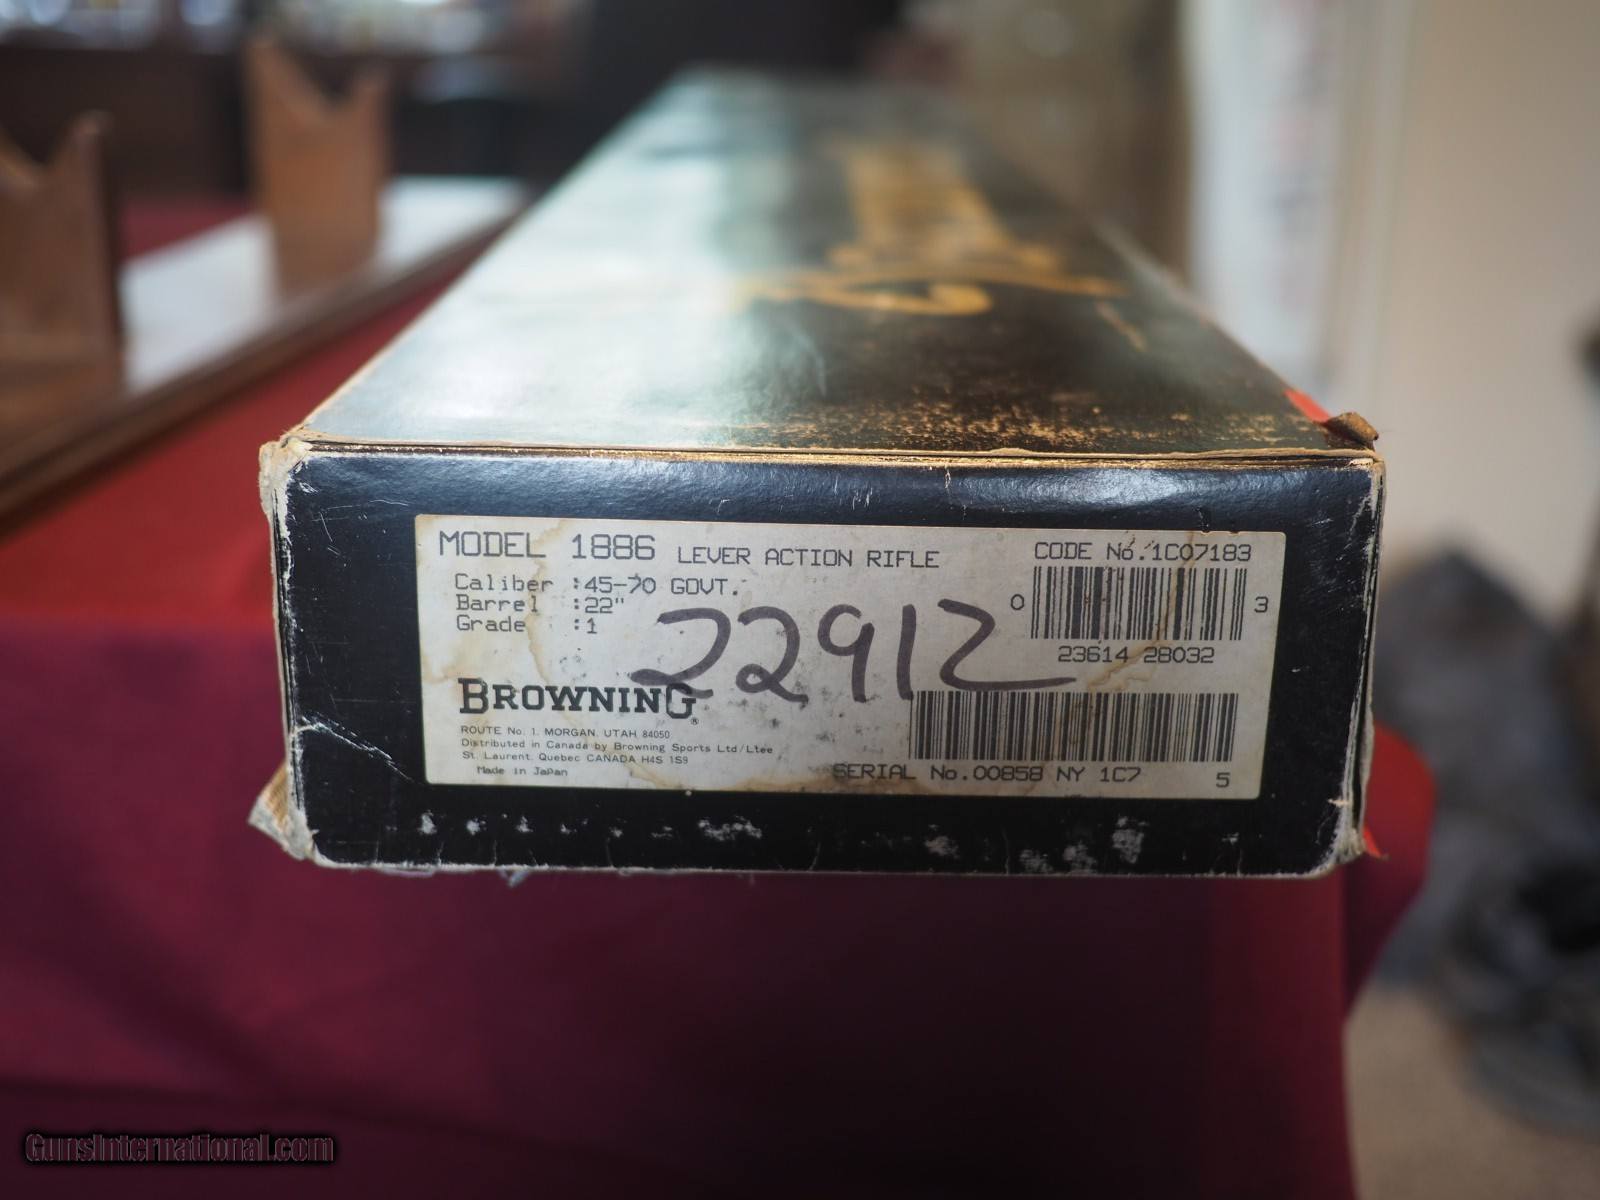 MODEL 1886 LEVER ACTION RIFLE
CODE No.1C07183
Caliber :45-70 GOVT.
Barrel :22"
Grade :1
0 3
23614 28032
22912
BROWNING®
ROUTE No. 1, MORGAN, UTAH 84050
Distributed in Canada by Browning Sports Ltd/Ltee
St. Laurent, Quebec CANADA H4S 1S9
Made in Japan
SERIAL No.00858 NY 1C7 5
GunsInternational.com